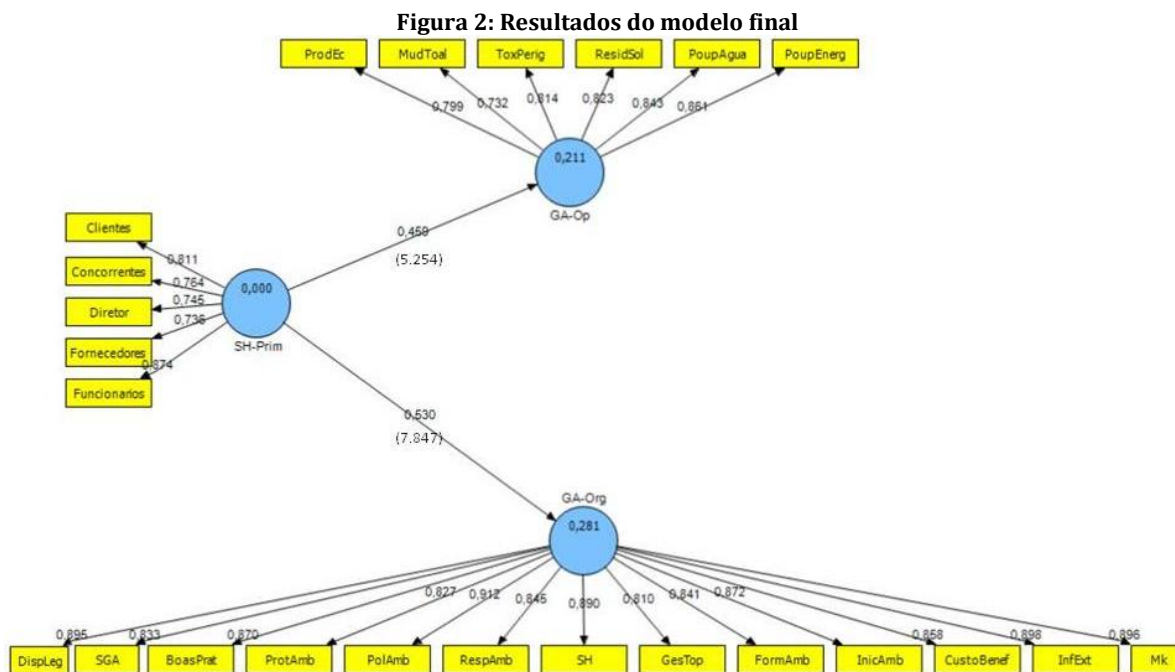 Figura 2: Resultados do modelo final
ProdEc MudToal ToxPerig ResidSol PoupAgua PoupEnerg
0,799 0,732 0,814 0,823 0,843 0,861
0,211
GA-Op
Clientes
Concorrentes
Diretor
Fornecedores
Funcionarios
0,811
0,764
0,745
0,736
0,874
0,000
SH-Prim
0,459
(5.254)
0,530
(7.847)
GA-Org
0,281
0,895 0,833 0,870 0,827 0,912 0,845 0,890 0,810 0,841 0,872 0,858 0,898 0,896
DispLeg SGA BoasPrat ProtAmb PolAmb RespAmb SH GesTop FormAmb InicAmb CustoBenef InfExt